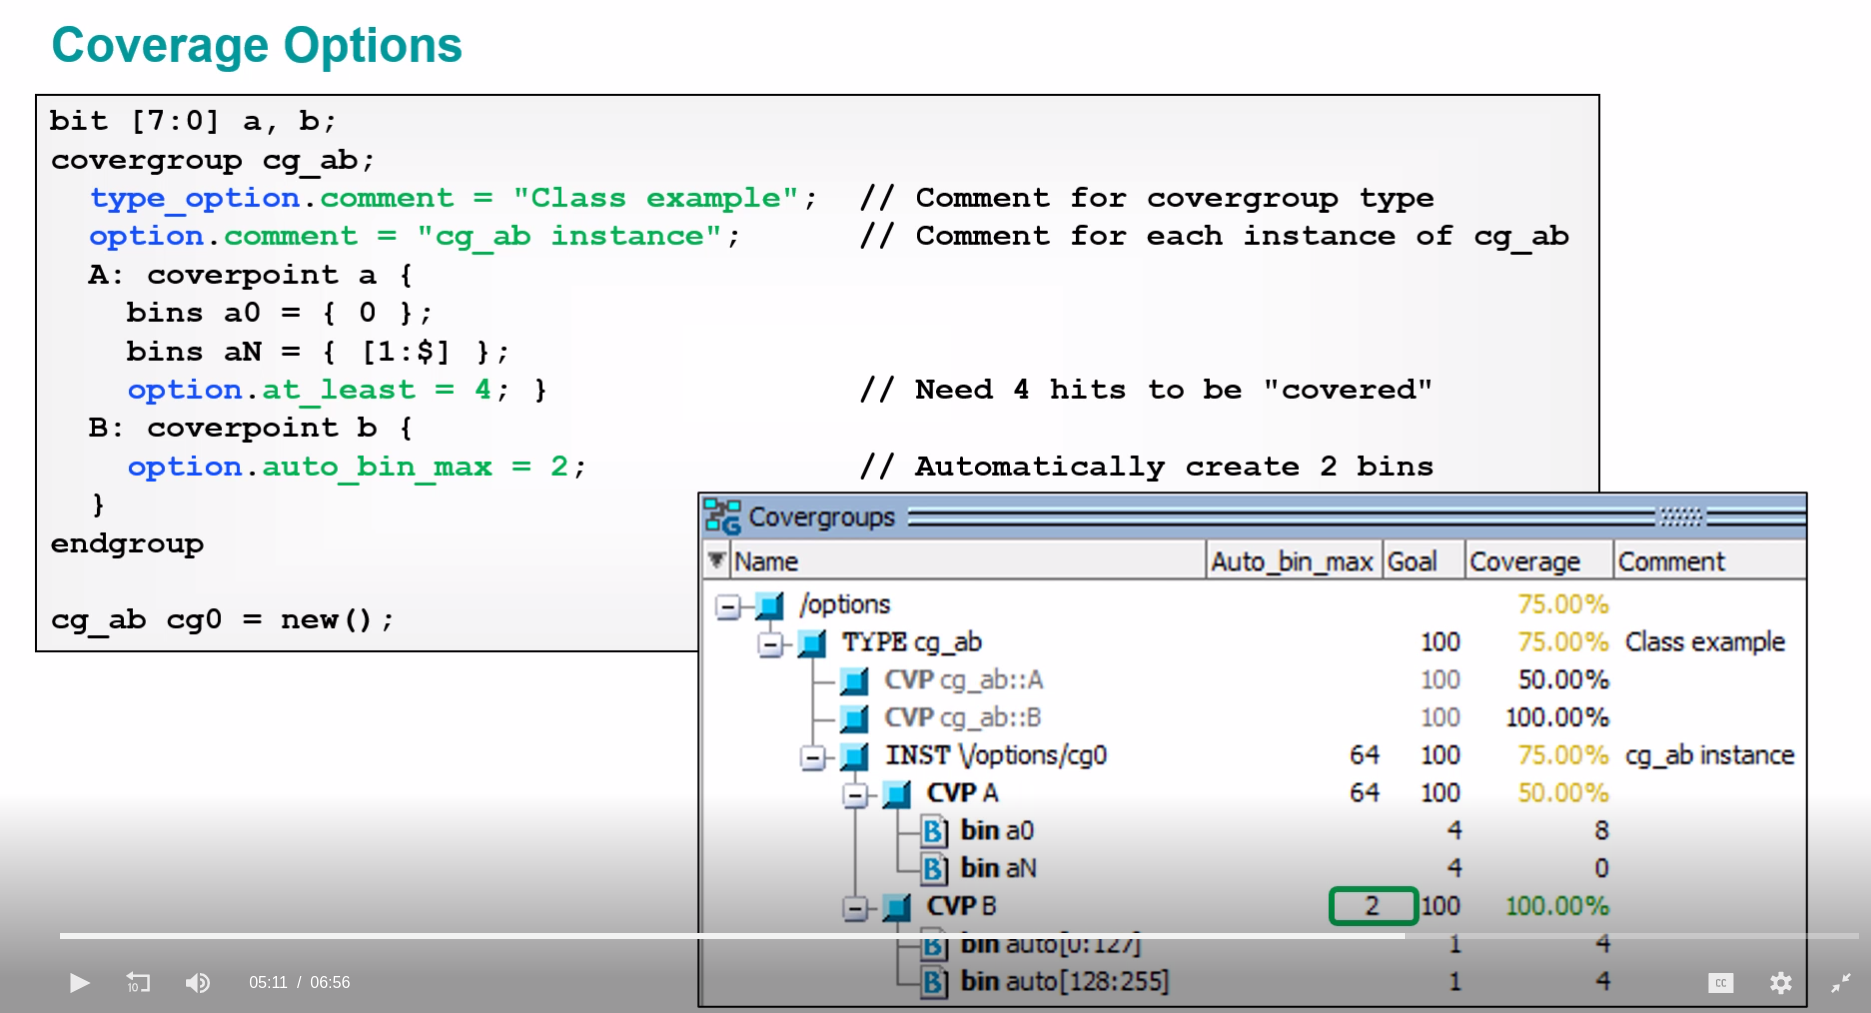 Coverage Options
bit [7:0] a, b;
covergroup cg_ab;
type_option.comment = "Class example"; // Comment for covergroup type
option.comment = "cg_ab instance"; // Comment for each instance of cg_ab
A: coverpoint a {
bins a0 = { 0 };
bins aN = { [1:$] };
option.at_least = 4; } // Need 4 hits to be "covered"
B: coverpoint b {
option.auto_bin_max = 2; // Automatically create 2 bins
}
endgroup
cg_ab cg0 = new();
Covergroups
Name Auto_bin_max Goal Coverage Comment
/options 75.00%
TYPE cg_ab 100 75.00% Class example
CVP cg_ab::A 100 50.00%
CVP cg_ab::B 100 100.00%
INST \/options/cg0 64 100 75.00% cg_ab instance
CVP A 64 100 50.00%
bin a0 4 8
bin aN 4 0
CVP B 2 100 100.00%
bin auto[0:127] 1 4
bin auto[128:255] 1 4
10 05:11 / 06:56 CC